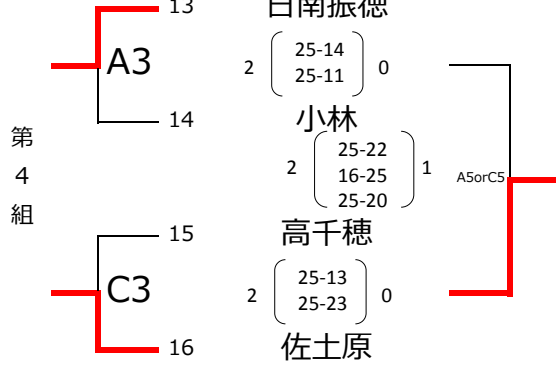 13 日南振徳
A3 2 25-14 0
25-11
14 小林
第4組
2 25-22 1
16-25
25-20
A5orC5
15 高千穂
C3 2 25-13 0
25-23
16 佐土原